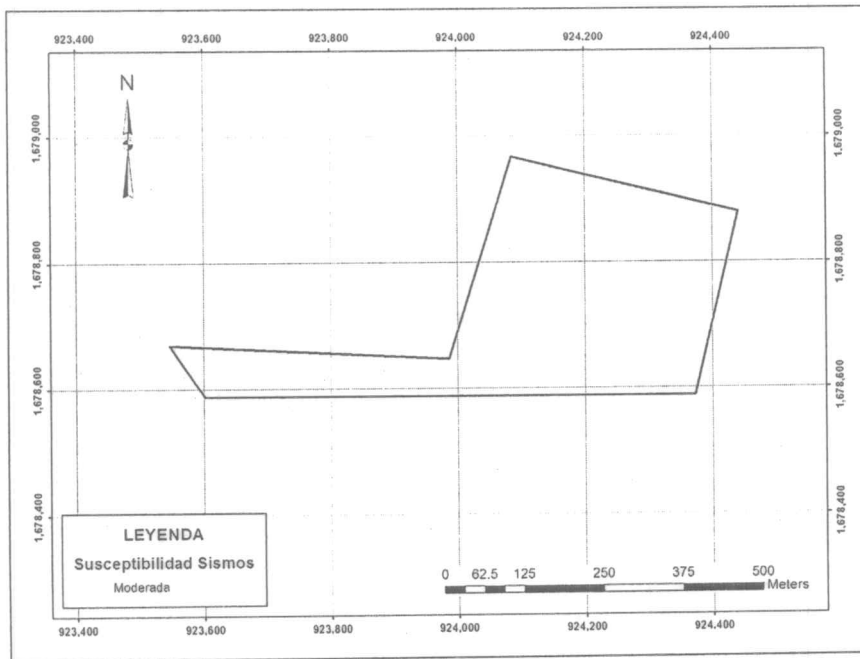 923,400 923,600 923,800 924,000 924,200 924,400
N
1,679,000 1,679,000
1,678,800 1,678,800
1,678,600 1,678,600
1,678,400 1,678,400
LEYENDA
Susceptibilidad Sismos
Moderada
0 62.5 125 250 375 500
Meters
923,400 923,600 923,800 924,000 924,200 924,400